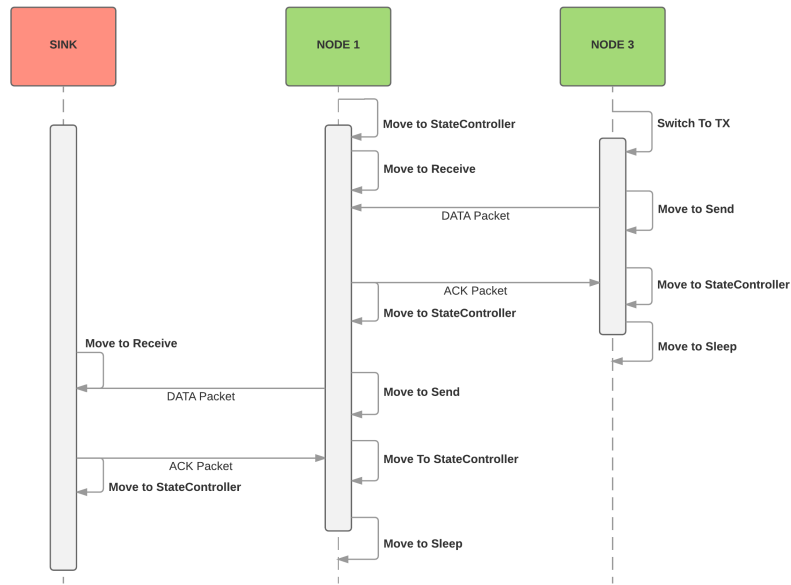 SINK
NODE 1
NODE 3
Move to StateController
Switch To TX
Move to Receive
DATA Packet
Move to Send
ACK Packet
Move to StateController
Move to StateController
Move to Receive
Move to Sleep
DATA Packet
Move to Send
ACK Packet
Move To StateController
Move to StateController
Move to Sleep